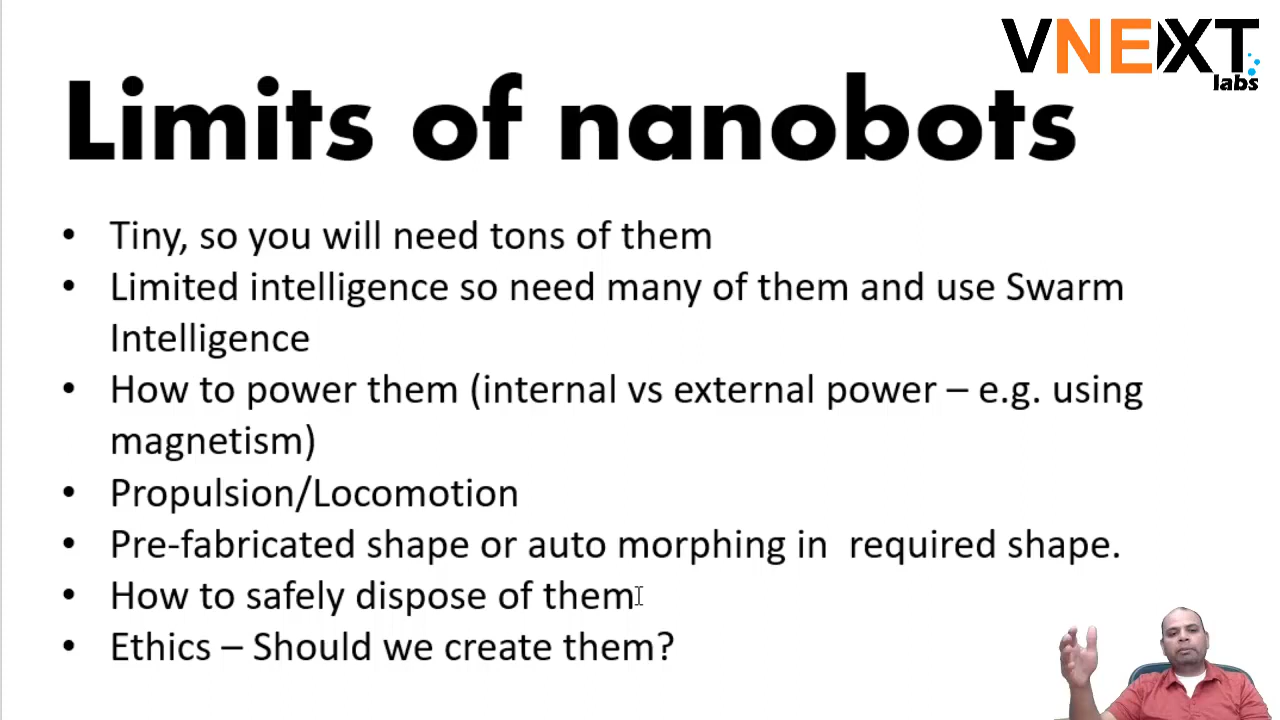 VNEXT
labs
Limits of nanobots
• Tiny, so you will need tons of them
• Limited intelligence so need many of them and use Swarm
Intelligence
• How to power them (internal vs external power – e.g. using
magnetism)
• Propulsion/Locomotion
• Pre-fabricated shape or auto morphing in  required shape.
• How to safely dispose of them
• Ethics – Should we create them?